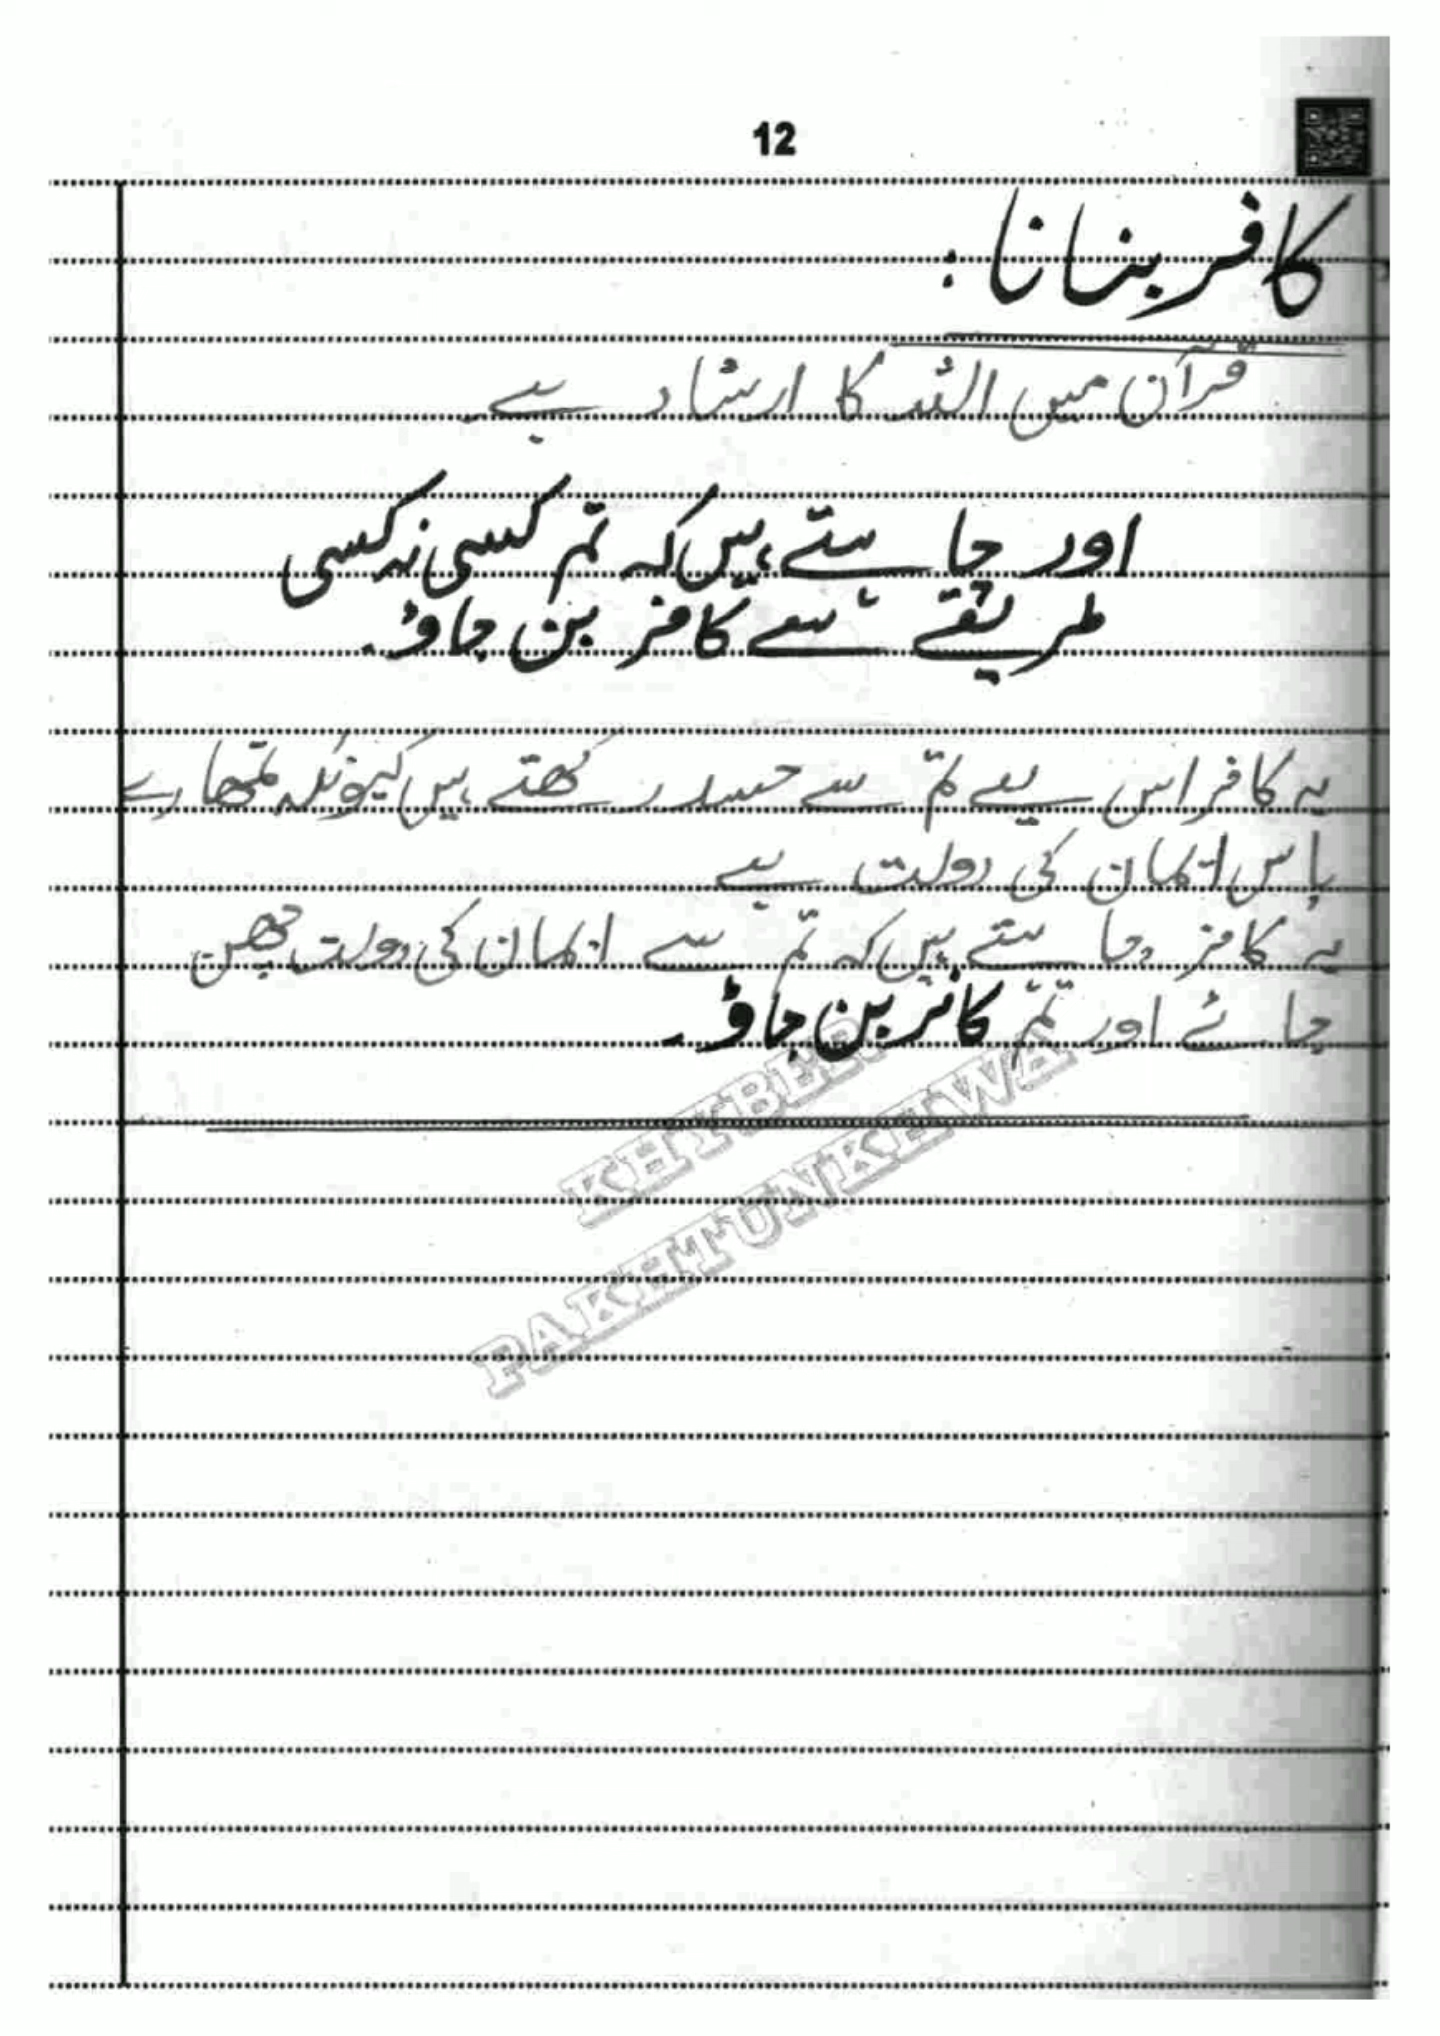 12
کافر بنانا:
قرآن میں اللہ کا ارشاد ہے۔
اور چاہتے ہیں کہ تم کسی نہ کسی
طریقے سے کافر بن جاؤ۔
یہ کافر اس لیے تم سے حسد رکھتے ہیں کیونکہ تمھارے
پاس ایمان کی دولت ہے
یہ کافر چاہتے ہیں کہ تم سے ایمان کی دولت چھن
جائے اور تم کافر بن جاؤ۔
KHYBER
PAKHTUNKHWA